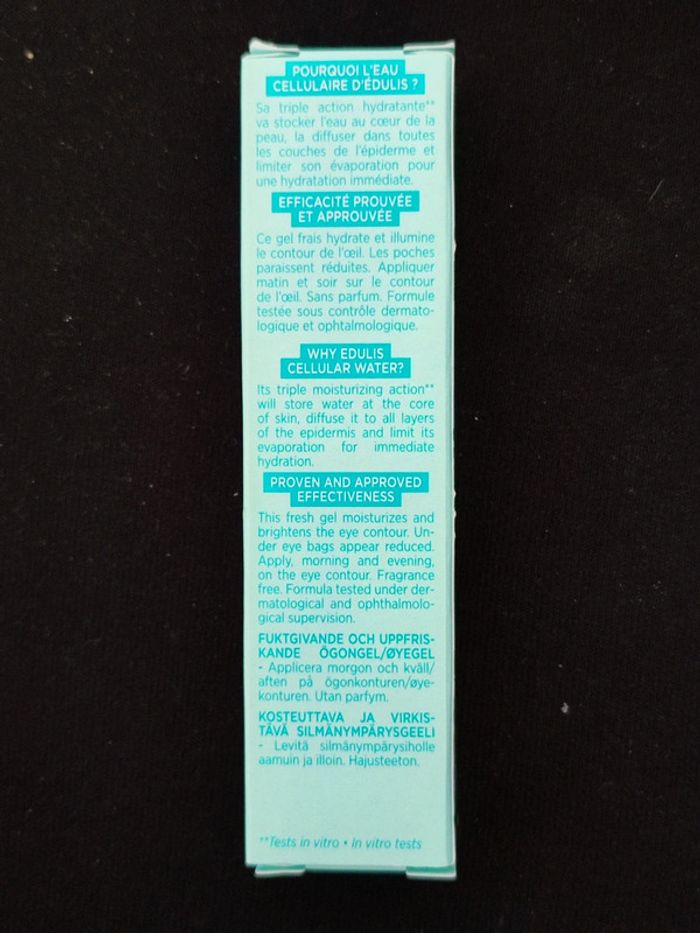 POURQUOI L'EAU
CELLULAIRE D'ÉDULIS ?
Sa triple action hydratante**
va stocker l'eau au cœur de la
peau, la diffuser dans toutes
les couches de l'épiderme et
limiter son évaporation pour
une hydratation immédiate.
EFFICACITÉ PROUVÉE
ET APPROUVÉE
Ce gel frais hydrate et illumine
le contour de l'œil. Les poches
paraissent réduites. Appliquer
matin et soir sur le contour
de l'œil. Sans parfum. Formule
testée sous contrôle dermato-
logique et ophtalmologique.
WHY EDULIS
CELLULAR WATER?
Its triple moisturizing action**
will store water at the core
of skin, diffuse it to all layers
of the epidermis and limit its
evaporation for immediate
hydration.
PROVEN AND APPROVED
EFFECTIVENESS
This fresh gel moisturizes and
brightens the eye contour. Un-
der eye bags appear reduced.
Apply, morning and evening,
on the eye contour. Fragrance
free. Formula tested under der-
matological and ophthalmolo-
gical supervision.
FUKTGIVANDE OCH UPPFRIS-
KANDE ÖGONGEL/ØYEGEL
- Applicera morgon och kväll/
aften på ögonkonturen/øye-
konturen. Utan parfym.
KOSTEUTTAVA JA VIRKIS-
TÄVÄ SILMÄNYMPÄRYSGEELI
- Levitä silmänympärysiholle
aamuin ja illoin. Hajusteeton.
**Tests in vitro • In vitro tests